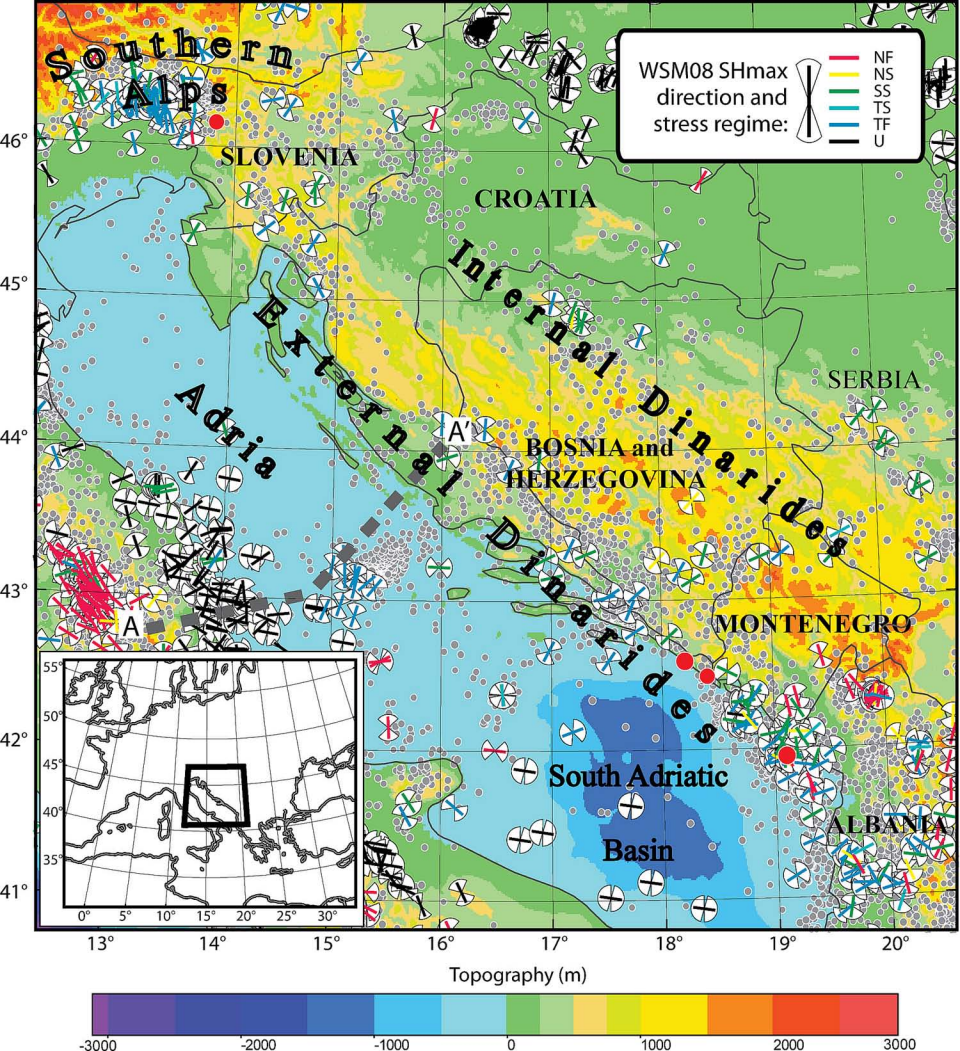 Southern
Alps
WSM08 SHmax
direction and
stress regime:
NF
NS
SS
TS
TF
U
46°
SLOVENIA
CROATIA
45°
Internal Dinarides
External Dinarides
Adria
SERBIA
44°
A'
BOSNIA and
HERZEGOVINA
43°
A
A
MONTENEGRO
42°
South Adriatic
Basin
ALBANIA
41°
55°
50°
45°
40°
35°
0°
5°
10°
15°
20°
25°
30°
13°
14°
15°
16°
17°
18°
19°
20°
Topography (m)
-3000
-2000
-1000
0
1000
2000
3000